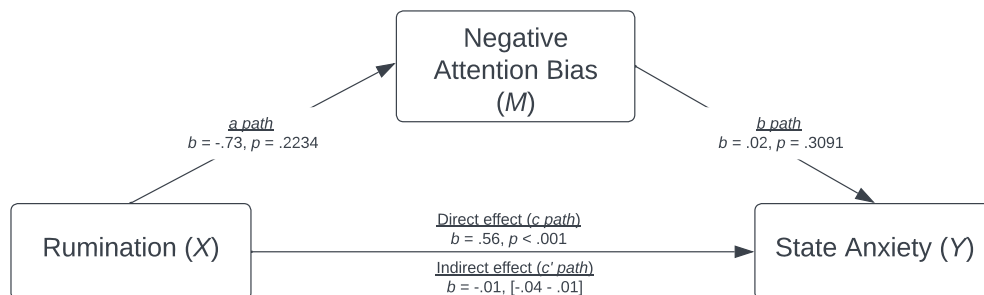 Negative
Attention Bias
(M)
a path
b = -.73, p = .2234
b path
b = .02, p = .3091
Rumination (X)
Direct effect (c path)
b = .56, p < .001
State Anxiety (Y)
Indirect effect (c' path)
b = -.01, [-.04 - .01]